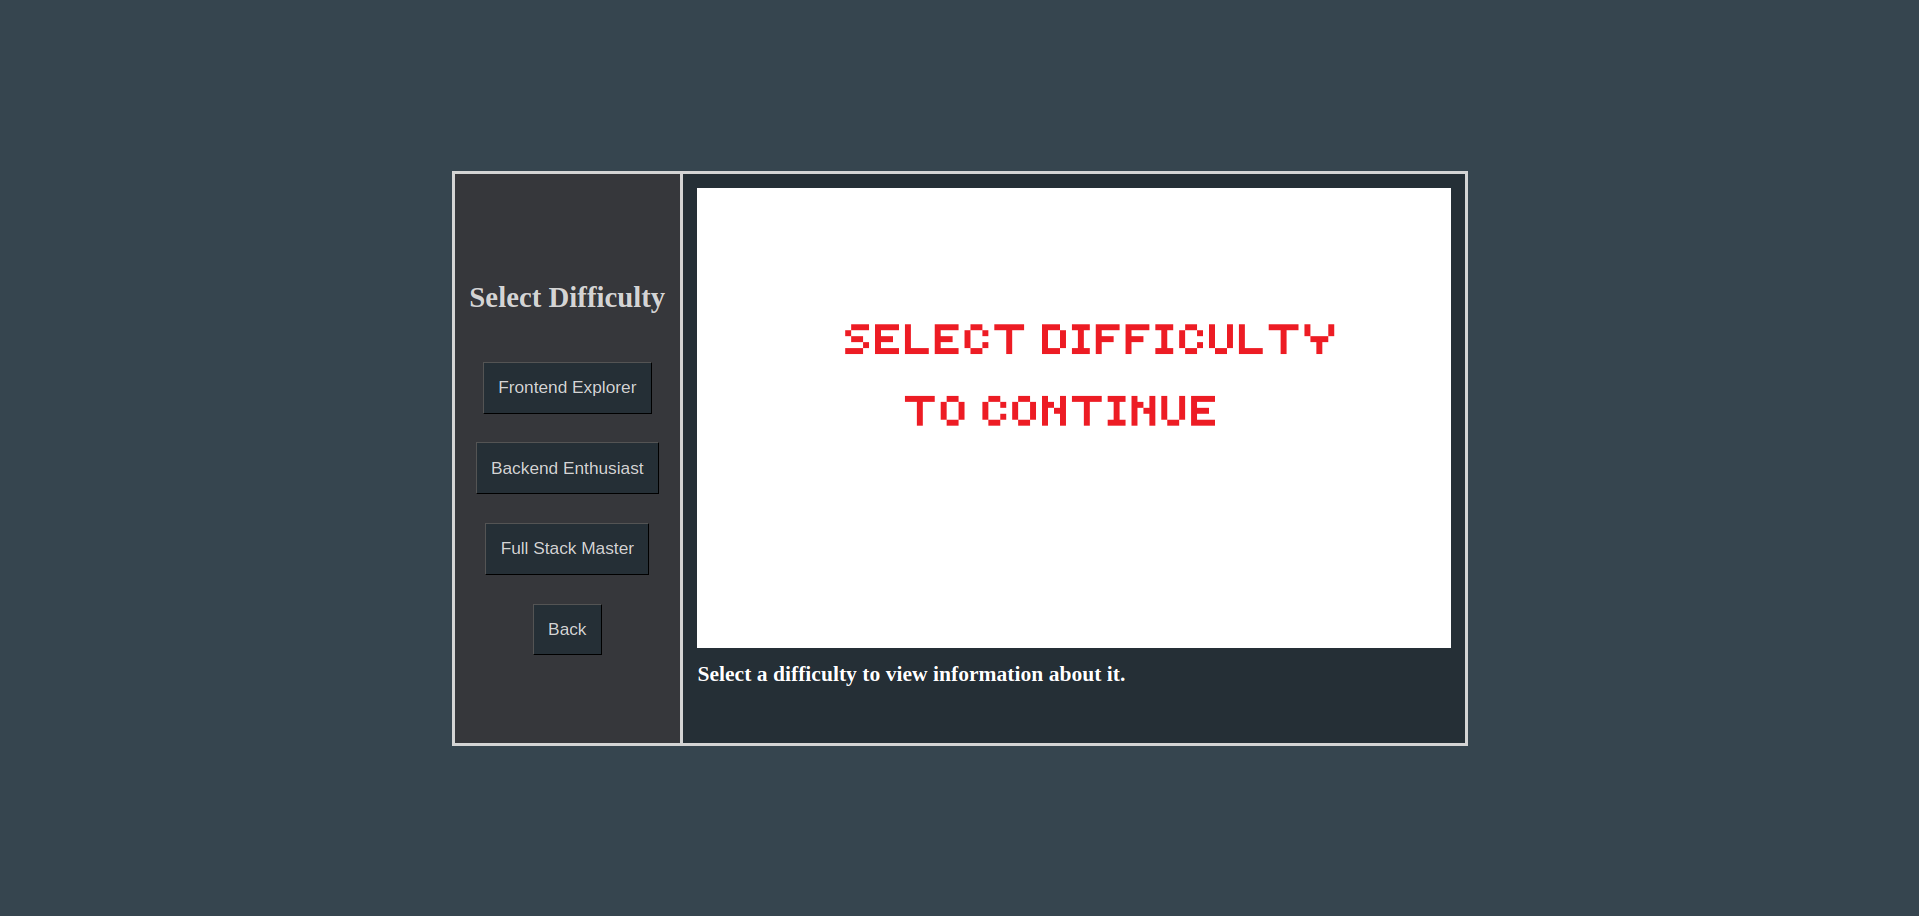 Select Difficulty
Frontend Explorer
Backend Enthusiast
Full Stack Master
Back
SELECT DIFFICULTY
TO CONTINUE
Select a difficulty to view information about it.